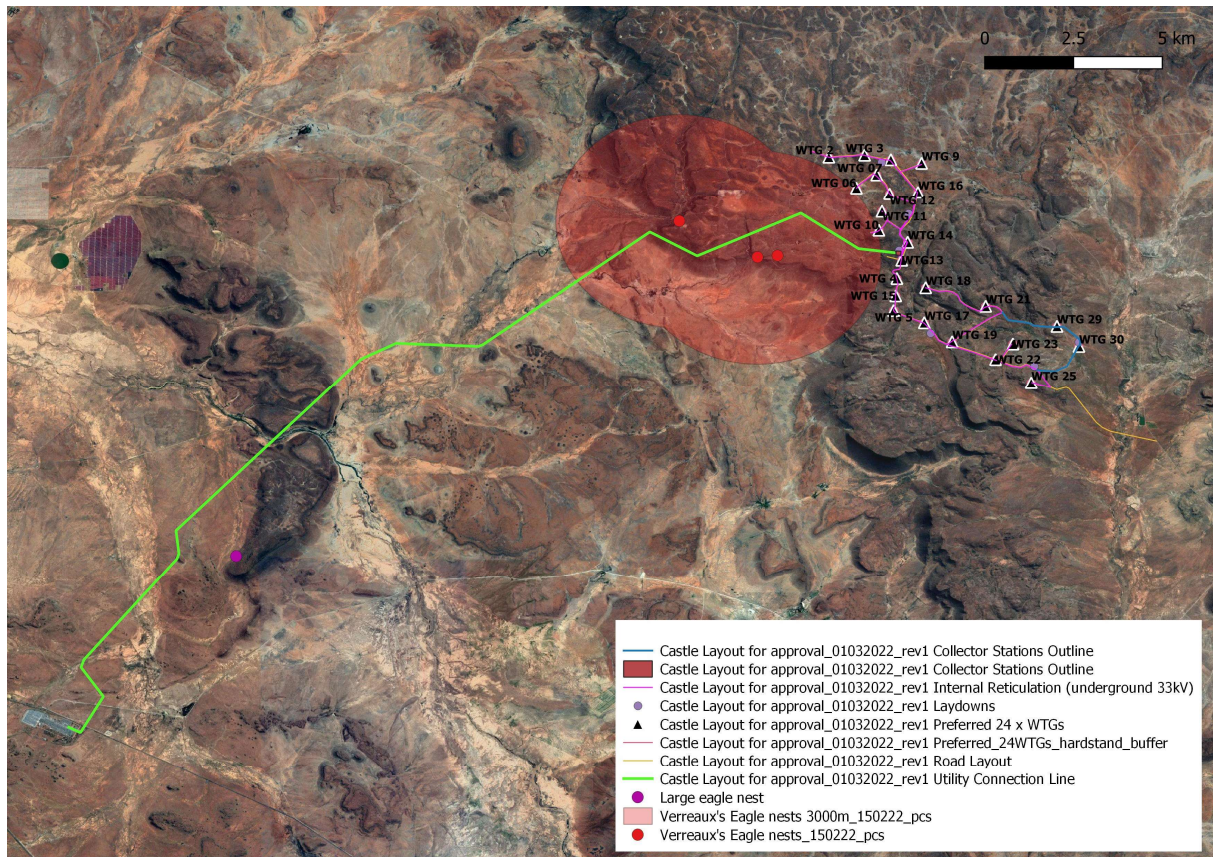 0 2.5 5 km
WTG 2
WTG 3
WTG 9
WTG 07
WTG 06
WTG 16
WTG 12
WTG 11
WTG 10
WTG 14
WTG13
WTG 4
WTG 18
WTG 15
WTG 21
WTG 5
WTG 17
WTG 29
WTG 19
WTG 23
WTG 30
WTG 22
WTG 25
Castle Layout for approval_01032022_rev1 Collector Stations Outline
Castle Layout for approval_01032022_rev1 Collector Stations Outline
Castle Layout for approval_01032022_rev1 Internal Reticulation (underground 33kV)
Castle Layout for approval_01032022_rev1 Laydowns
Castle Layout for approval_01032022_rev1 Preferred 24 x WTGs
Castle Layout for approval_01032022_rev1 Preferred_24WTGs_hardstand_buffer
Castle Layout for approval_01032022_rev1 Road Layout
Castle Layout for approval_01032022_rev1 Utility Connection Line
Large eagle nest
Verreaux's Eagle nests 3000m_150222_pcs
Verreaux's Eagle nests_150222_pcs